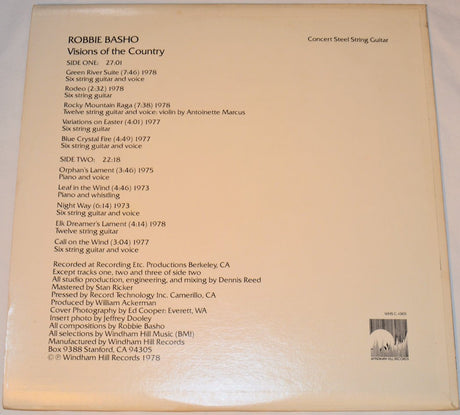 ROBBIE BASHO
Concert Steel String Guitar
Visions of the Country
SIDE ONE: 27:01
Green River Suite (7:46) 1978
Six string guitar and voice
Rodeo (2:32) 1978
Six string guitar
Rocky Mountain Raga (7:38) 1978
Twelve string guitar and voice: violin by Antoinette Marcus
Variations on Easter (4:01) 1977
Six string guitar
Blue Crystal Fire (4:49) 1977
Six string guitar and voice
SIDE TWO: 22:18
Orphan's Lament (3:46) 1975
Piano and voice
Leaf in the Wind (4:46) 1973
Piano and whistling
Night Way (6:14) 1973
Six string guitar and voice
Elk Dreamer's Lament (4:14) 1978
Twelve string guitar
Call on the Wind (3:04) 1977
Six string guitar and voice
Recorded at Recording Etc. Productions Berkeley, CA
Except tracks one, two and three of side two
All studio production, engineering, and mixing by Dennis Reed
Mastered by Stan Ricker
Pressed by Record Technology Inc. Camerillo, CA
Produced by William Ackerman
Cover Photography by Ed Cooper: Everett, WA
Insert photo by Jeffrey Dooley
All compositions by Robbie Basho
All selections by Windham Hill Music (BMI)
Manufactured by Windham Hill Records
Box 9388 Stanford, CA 94305
© ℗ Windham Hill Records 1978
WINDHAM HILL RECORDS